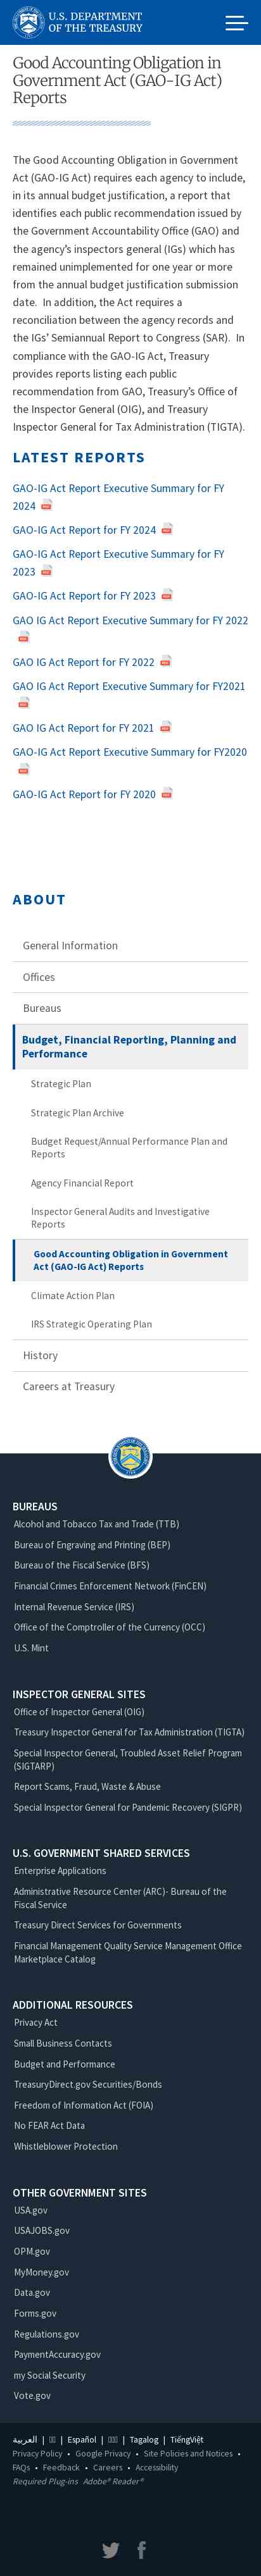 U.S. DEPARTMENT
OF THE TREASURY
Good Accounting Obligation in
Government Act (GAO-IG Act)
Reports
The Good Accounting Obligation in Government
Act (GAO-IG Act) requires each agency to include,
in its annual budget justification, a report that
identifies each public recommendation issued by
the Government Accountability Office (GAO) and
the agency's inspectors general (IGs) which has
remained unimplemented for one year or more
from the annual budget justification submission
date. In addition, the Act requires a
reconciliation between the agency records and
the IGs' Semiannual Report to Congress (SAR). In
compliance with the GAO-IG Act, Treasury
provides reports listing each public
recommendation from GAO, Treasury's Office of
the Inspector General (OIG), and Treasury
Inspector General for Tax Administration (TIGTA).
LATEST REPORTS
GAO-IG Act Report Executive Summary for FY
2024
GAO-IG Act Report for FY 2024
GAO-IG Act Report Executive Summary for FY
2023
GAO-IG Act Report for FY 2023
GAO IG Act Report Executive Summary for FY 2022
GAO IG Act Report for FY 2022
GAO IG Act Report Executive Summary for FY2021
GAO IG Act Report for FY 2021
GAO-IG Act Report Executive Summary for FY2020
GAO-IG Act Report for FY 2020
ABOUT
General Information
Offices
Bureaus
Budget, Financial Reporting, Planning and
Performance
Strategic Plan
Strategic Plan Archive
Budget Request/Annual Performance Plan and
Reports
Agency Financial Report
Inspector General Audits and Investigative
Reports
Good Accounting Obligation in Government
Act (GAO-IG Act) Reports
Climate Action Plan
IRS Strategic Operating Plan
History
Careers at Treasury
BUREAUS
Alcohol and Tobacco Tax and Trade (TTB)
Bureau of Engraving and Printing (BEP)
Bureau of the Fiscal Service (BFS)
Financial Crimes Enforcement Network (FinCEN)
Internal Revenue Service (IRS)
Office of the Comptroller of the Currency (OCC)
U.S. Mint
INSPECTOR GENERAL SITES
Office of Inspector General (OIG)
Treasury Inspector General for Tax Administration (TIGTA)
Special Inspector General, Troubled Asset Relief Program
(SIGTARP)
Report Scams, Fraud, Waste & Abuse
Special Inspector General for Pandemic Recovery (SIGPR)
U.S. GOVERNMENT SHARED SERVICES
Enterprise Applications
Administrative Resource Center (ARC)- Bureau of the
Fiscal Service
Treasury Direct Services for Governments
Financial Management Quality Service Management Office
Marketplace Catalog
ADDITIONAL RESOURCES
Privacy Act
Small Business Contacts
Budget and Performance
TreasuryDirect.gov Securities/Bonds
Freedom of Information Act (FOIA)
No FEAR Act Data
Whistleblower Protection
OTHER GOVERNMENT SITES
USA.gov
USAJOBS.gov
OPM.gov
MyMoney.gov
Data.gov
Forms.gov
Regulations.gov
PaymentAccuracy.gov
my Social Security
Vote.gov
العربية | | Español | | Tagalog | TiếngViệt
Privacy Policy • Google Privacy • Site Policies and Notices •
FAQs • Feedback • Careers • Accessibility
Required Plug-ins Adobe® Reader®